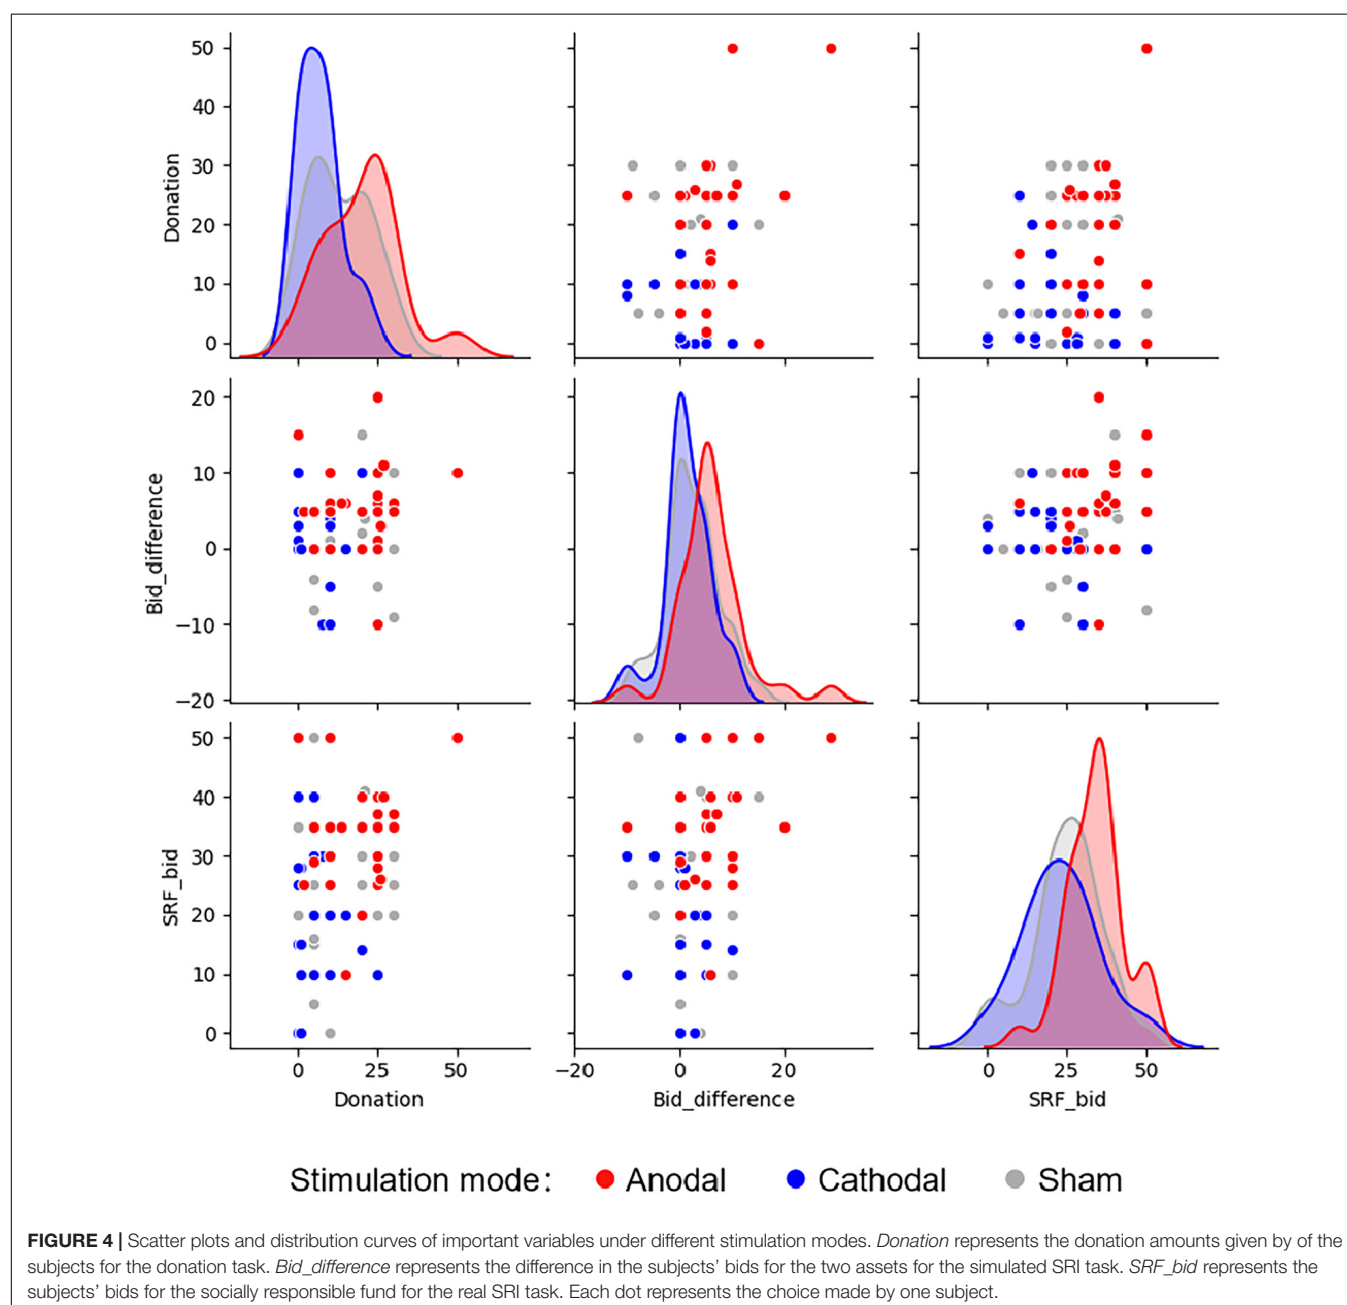 50
40
30
20
10
0
Donation
20
10
0
−10
−20
Bid_difference
50
40
30
20
10
0
SRF_bid
0 25 50
−20 0 20
0 25 50
Donation
Bid_difference
SRF_bid
Stimulation mode: Anodal Cathodal Sham
FIGURE 4 | Scatter plots and distribution curves of important variables under different stimulation modes. Donation represents the donation amounts given by of the
subjects for the donation task. Bid_difference represents the difference in the subjects' bids for the two assets for the simulated SRI task. SRF_bid represents the
subjects' bids for the socially responsible fund for the real SRI task. Each dot represents the choice made by one subject.